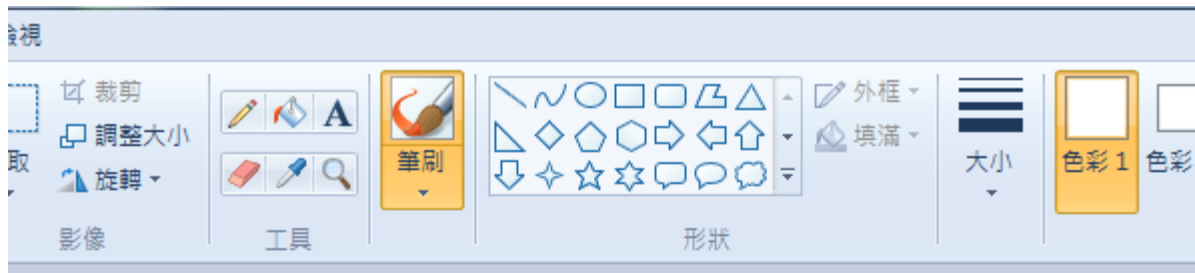 檢視
裁剪
調整大小
旋轉
取
影像
A
工具
筆刷
外框
填滿
形狀
大小
色彩 1
色彩